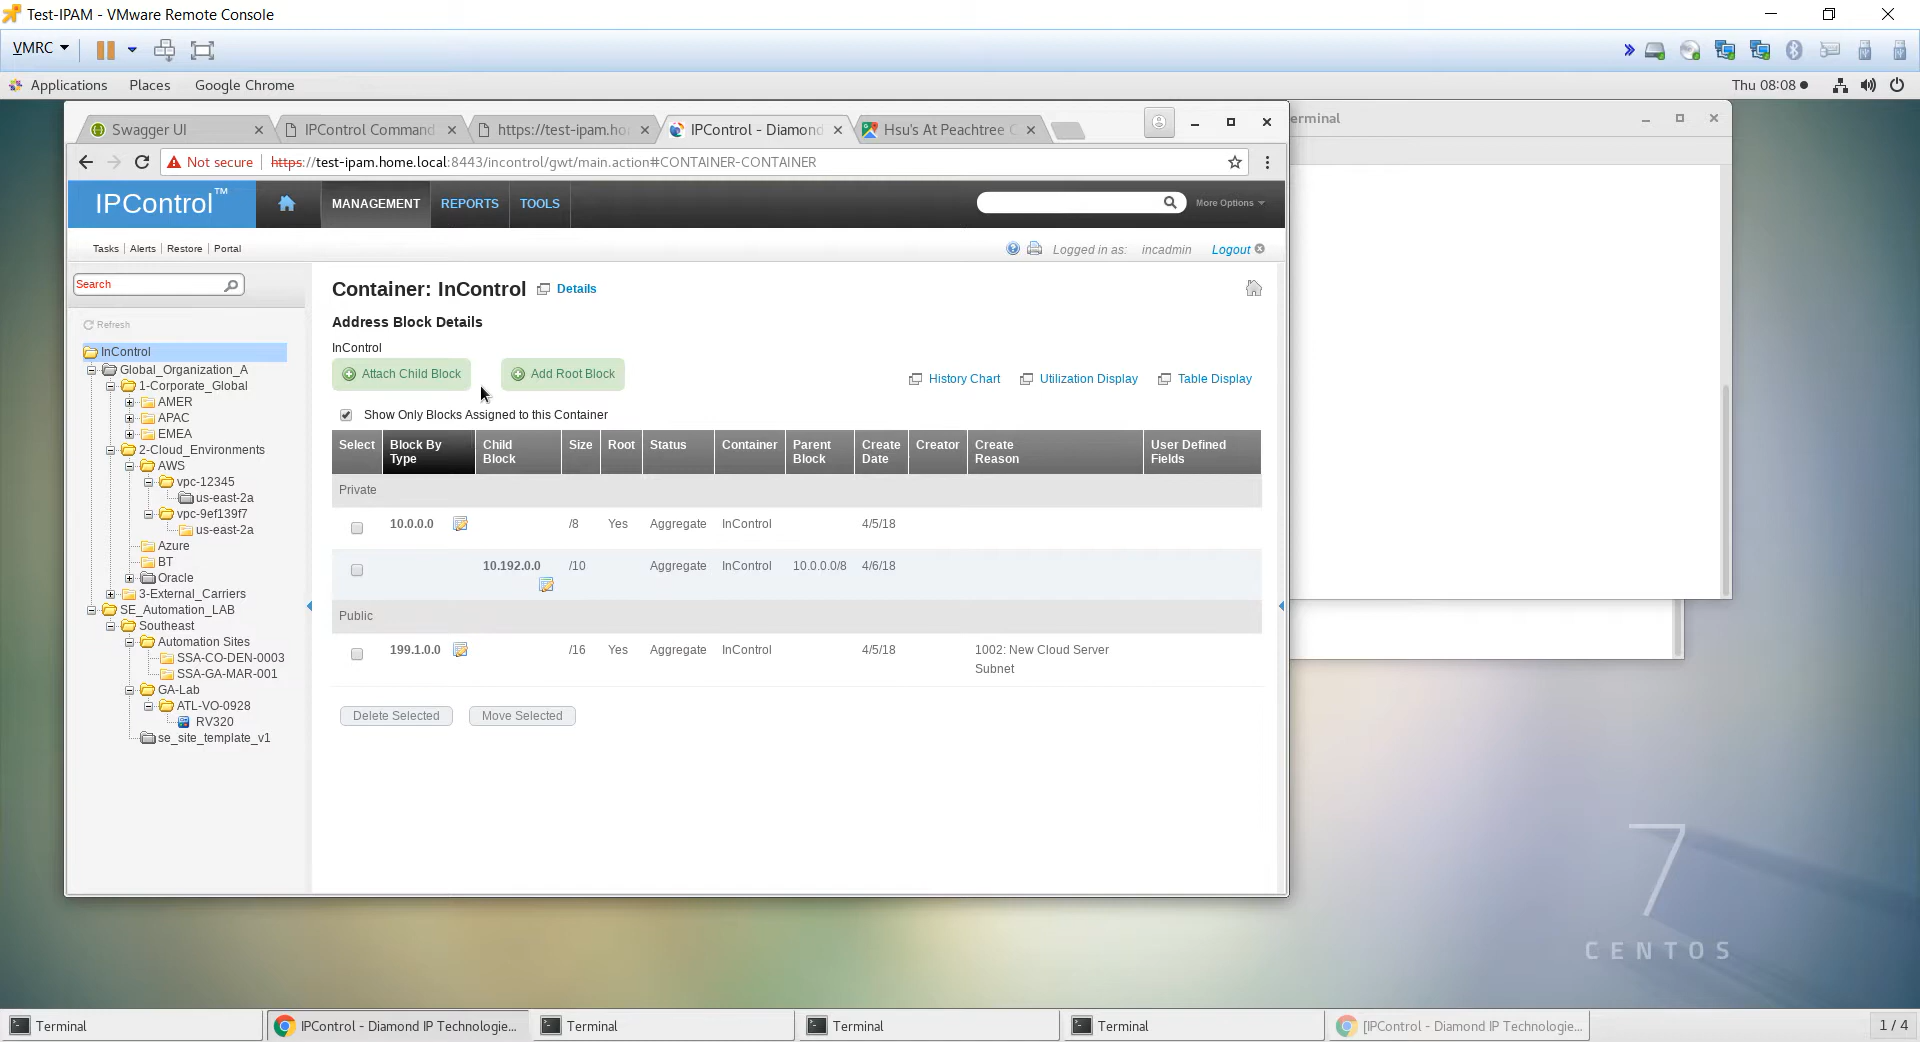 Test-IPAM - VMware Remote Console
VMRC
Applications Places Google Chrome Thu 08:08
erminal
Swagger UI
IPControl Command
https://test-ipam.ho
IPControl - Diamond
Hsu's At Peachtree C
Not secure https://test-ipam.home.local:8443/incontrol/gwt/main.action#CONTAINER-CONTAINER
IPControl™ MANAGEMENT REPORTS TOOLS More Options
Tasks Alerts Restore Portal Logged in as: incadmin Logout
Search
Refresh
InControl
Global_Organization_A
1-Corporate_Global
AMER
APAC
EMEA
2-Cloud_Environments
AWS
vpc-12345
us-east-2a
vpc-9ef139f7
us-east-2a
Azure
BT
Oracle
3-External_Carriers
SE_Automation_LAB
Southeast
Automation Sites
SSA-CO-DEN-0003
SSA-GA-MAR-001
GA-Lab
ATL-VO-0928
RV320
se_site_template_v1
Container: InControl Details
Address Block Details
InControl
Attach Child Block Add Root Block
History Chart Utilization Display Table Display
Show Only Blocks Assigned to this Container
Select Block By Type Child Block Size Root Status Container Parent Block Create Date Creator Create Reason User Defined Fields
Private
10.0.0.0 /8 Yes Aggregate InControl 4/5/18
10.192.0.0 /10 Aggregate InControl 10.0.0.0/8 4/6/18
Public
199.1.0.0 /16 Yes Aggregate InControl 4/5/18 1002: New Cloud Server
Subnet
Delete Selected Move Selected
7
CENTOS
Terminal
IPControl - Diamond IP Technologie...
Terminal
Terminal
Terminal
[IPControl - Diamond IP Technologie...
1 / 4